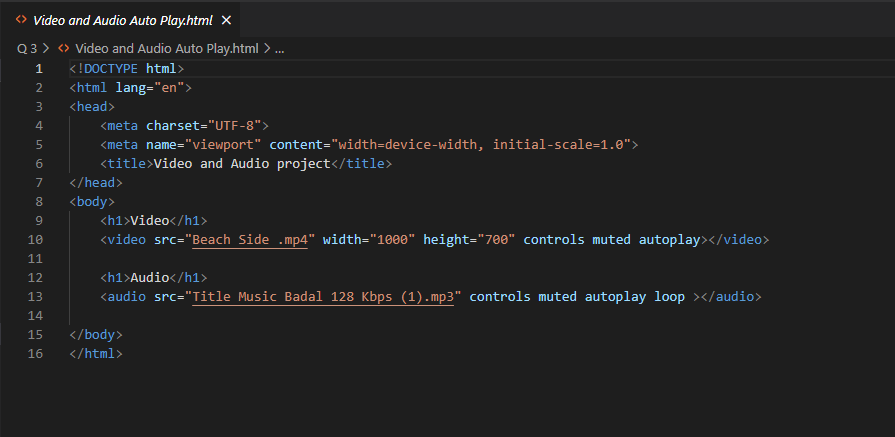 Video and Audio Auto Play.html
Q 3 > Video and Audio Auto Play.html > ...
1 <!DOCTYPE html>
2 <html lang="en">
3 <head>
4     <meta charset="UTF-8">
5     <meta name="viewport" content="width=device-width, initial-scale=1.0">
6     <title>Video and Audio project</title>
7 </head>
8 <body>
9     <h1>Video</h1>
10     <video src="Beach Side .mp4" width="1000" height="700" controls muted autoplay></video>
11
12     <h1>Audio</h1>
13     <audio src="Title Music Badal 128 Kbps (1).mp3" controls muted autoplay loop ></audio>
14
15 </body>
16 </html>